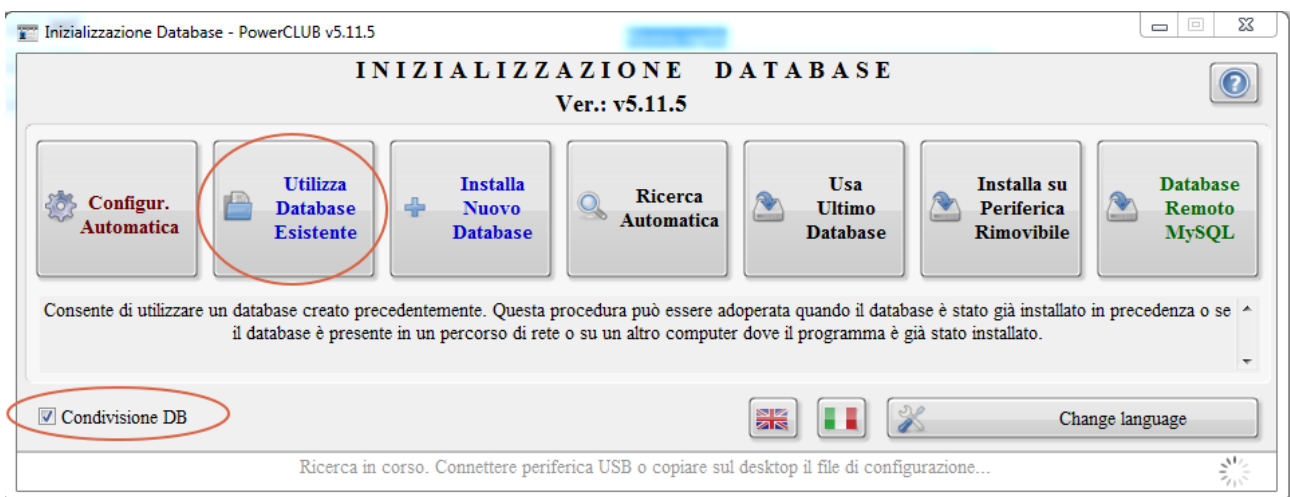 Inizializzazione Database - PowerCLUB v5.11.5
INIZIALIZZAZIONE DATABASE
Ver.: v5.11.5
Configur.
Automatica
Utilizza
Database
Esistente
Installa
Nuovo
Database
Ricerca
Automatica
Usa
Ultimo
Database
Installa su
Periferica
Rimovibile
Database
Remoto
MySQL
Consente di utilizzare un database creato precedentemente. Questa procedura può essere adoperata quando il database è stato già installato in precedenza o se
il database è presente in un percorso di rete o su un altro computer dove il programma è già stato installato.
Condivisione DB
Change language
Ricerca in corso. Connettere periferica USB o copiare sul desktop il file di configurazione...